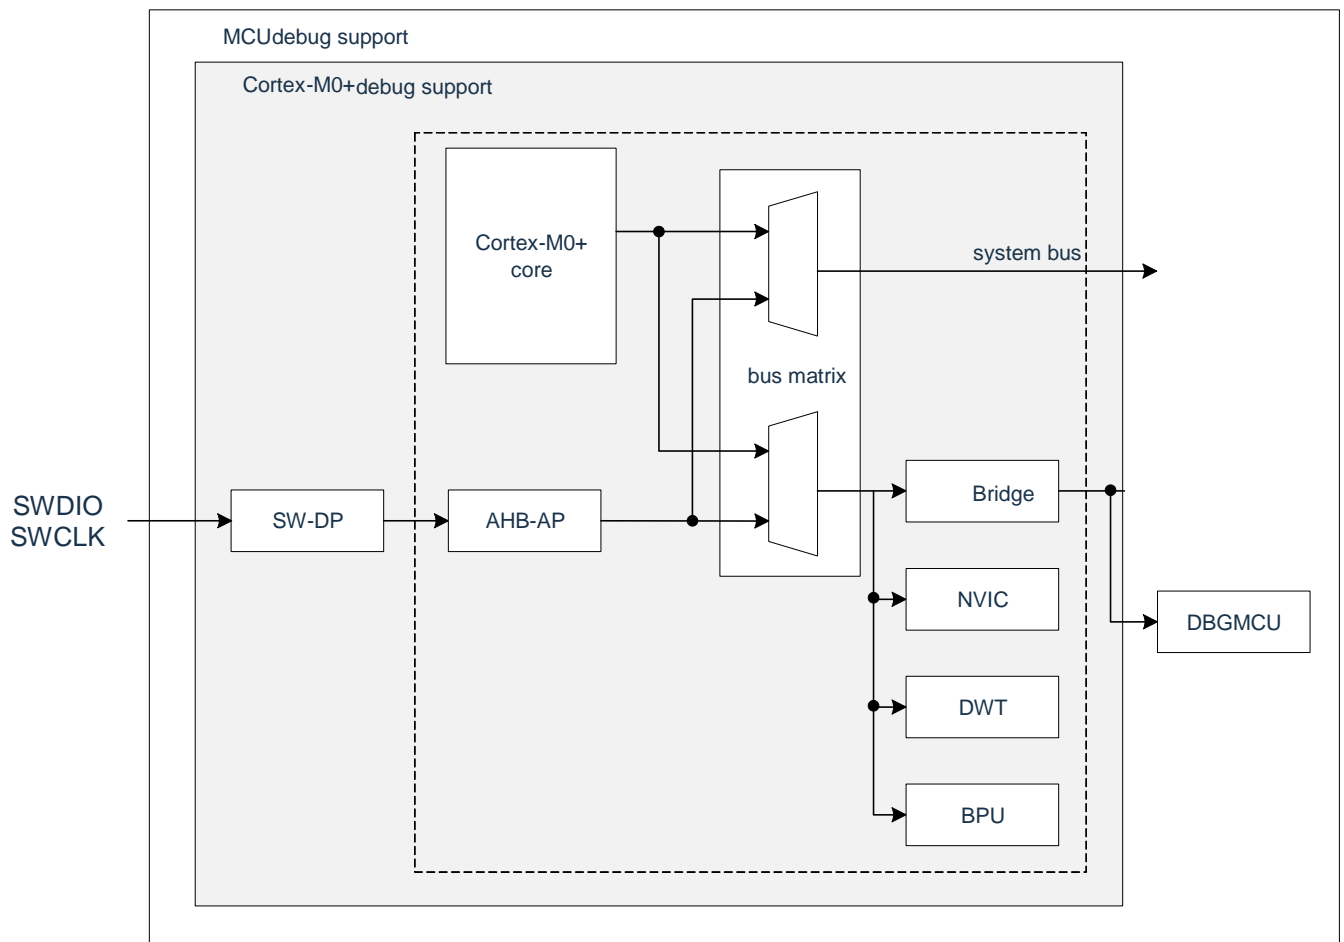 MCUdebug support
Cortex-M0+debug support
Cortex-M0+
core
system bus
bus matrix
Bridge
SWDIO
SWCLK
SW-DP
AHB-AP
NVIC
DBGMCU
DWT
BPU